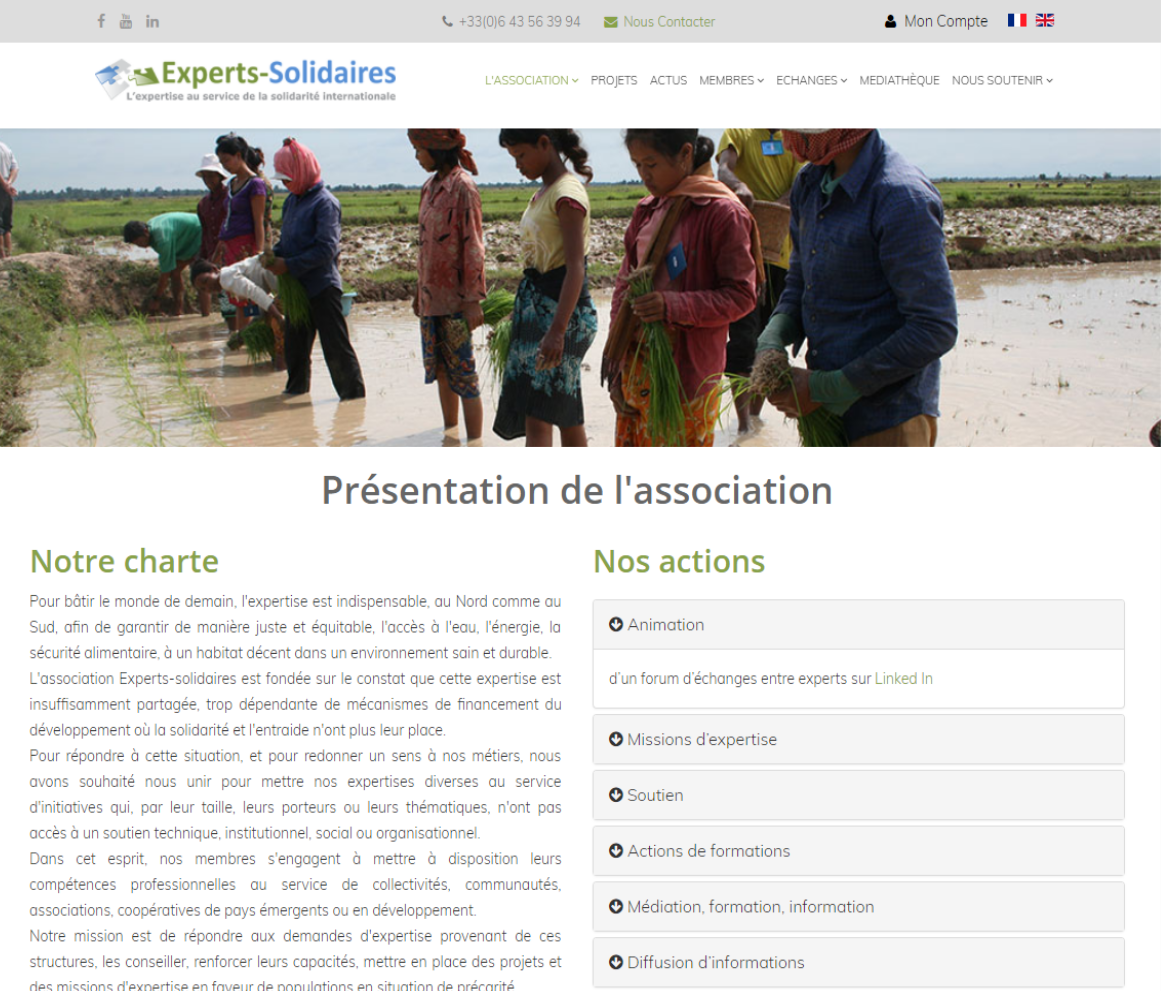 +33(0)6 43 56 39 94 Nous Contacter Mon Compte
Experts-Solidaires
L'expertise au service de la solidarité internationale
L'ASSOCIATION PROJETS ACTUS MEMBRES ECHANGES MEDIATHÈQUE NOUS SOUTENIR
Présentation de l'association
Notre charte
Pour bâtir le monde de demain, l'expertise est indispensable, au Nord comme au
Sud, afin de garantir de manière juste et équitable, l'accès à l'eau, l'énergie, la
sécurité alimentaire, à un habitat décent dans un environnement sain et durable.
L'association Experts-solidaires est fondée sur le constat que cette expertise est
insuffisamment partagée, trop dépendante de mécanismes de financement du
développement où la solidarité et l'entraide n'ont plus leur place.
Pour répondre à cette situation, et pour redonner un sens à nos métiers, nous
avons souhaité nous unir pour mettre nos expertises diverses au service
d'initiatives qui, par leur taille, leurs porteurs ou leurs thématiques, n'ont pas
accès à un soutien technique, institutionnel, social ou organisationnel.
Dans cet esprit, nos membres s'engagent à mettre à disposition leurs
compétences professionnelles au service de collectivités, communautés,
associations, coopératives de pays émergents ou en développement.
Notre mission est de répondre aux demandes d'expertise provenant de ces
structures, les conseiller, renforcer leurs capacités, mettre en place des projets et
des missions d'expertise en faveur de populations en situation de précarité
Nos actions
Animation
d'un forum d'échanges entre experts sur Linked In
Missions d'expertise
Soutien
Actions de formations
Médiation, formation, information
Diffusion d'informations